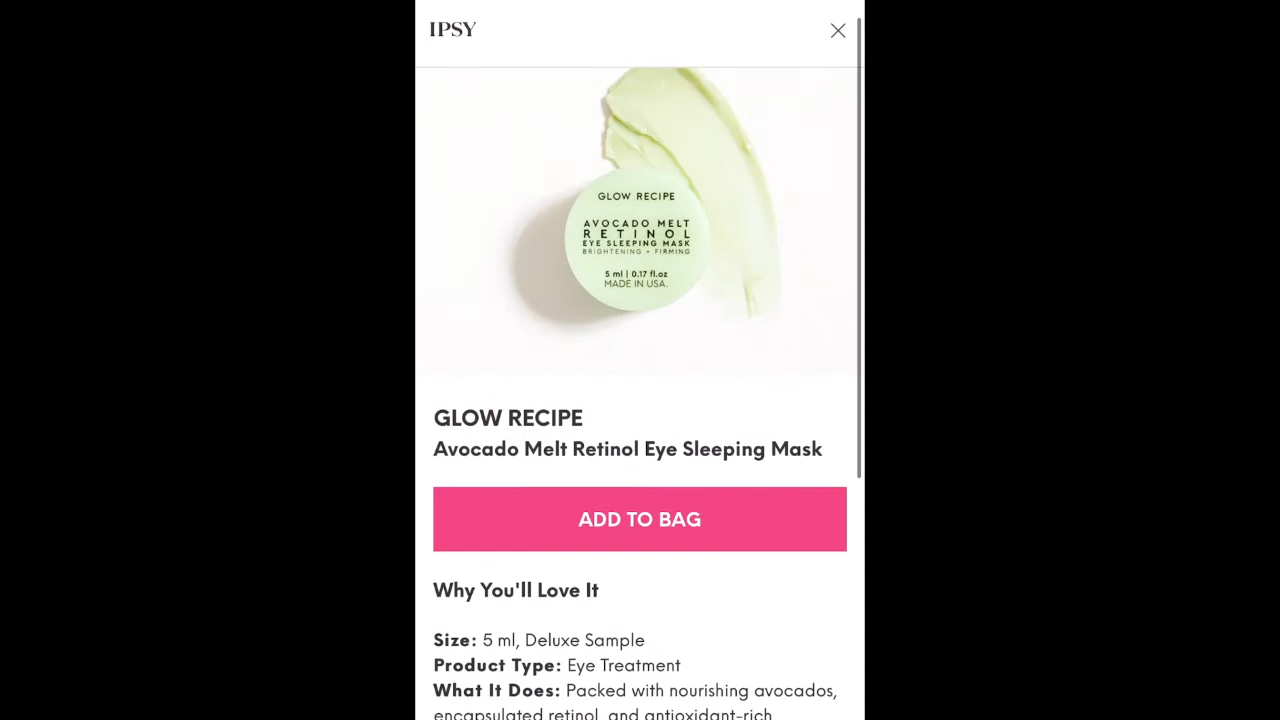 IPSY
GLOW RECIPE
AVOCADO MELT
RETINOL
EYE SLEEPING MASK
BRIGHTENING + FIRMING
5 ml | 0.17 fl.oz
MADE IN USA.
GLOW RECIPE
Avocado Melt Retinol Eye Sleeping Mask
ADD TO BAG
Why You'll Love It
Size: 5 ml, Deluxe Sample
Product Type: Eye Treatment
What It Does: Packed with nourishing avocados,
encapsulated retinol, and antioxidant-rich